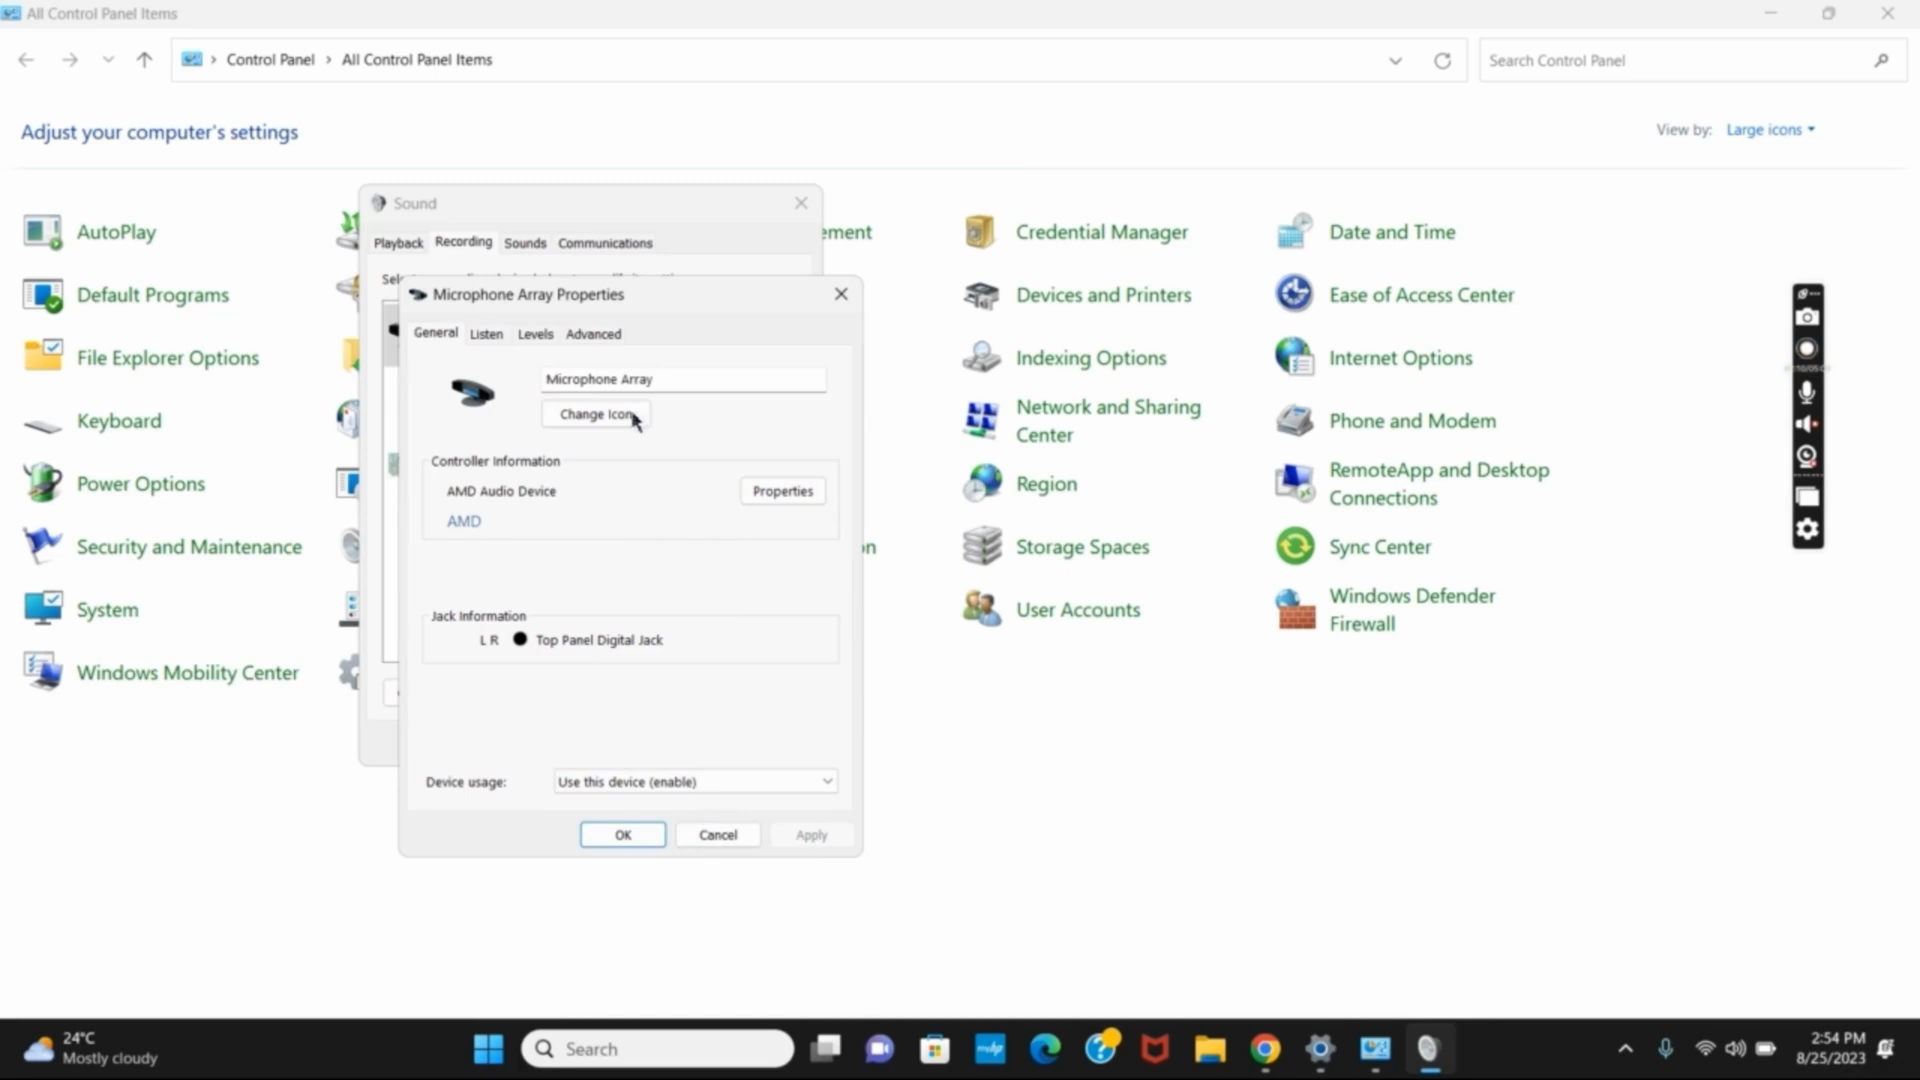 All Control Panel Items
Control Panel > All Control Panel Items
Search Control Panel
Adjust your computer's settings
View by: Large icons
AutoPlay
Default Programs
File Explorer Options
Keyboard
Power Options
Security and Maintenance
System
Windows Mobility Center
Sound
Playback Recording Sounds Communications
Microphone Array Properties
General Listen Levels Advanced
Microphone Array
Change Icon
Controller Information
AMD Audio Device
Properties
AMD
Jack Information
L R Top Panel Digital Jack
Device usage: Use this device (enable)
OK Cancel Apply
Credential Manager
Devices and Printers
Indexing Options
Network and Sharing
Center
Region
Storage Spaces
User Accounts
Date and Time
Ease of Access Center
Internet Options
Phone and Modem
RemoteApp and Desktop
Connections
Sync Center
Windows Defender
Firewall
24°C
Mostly cloudy
Search
2:54 PM
8/25/2023